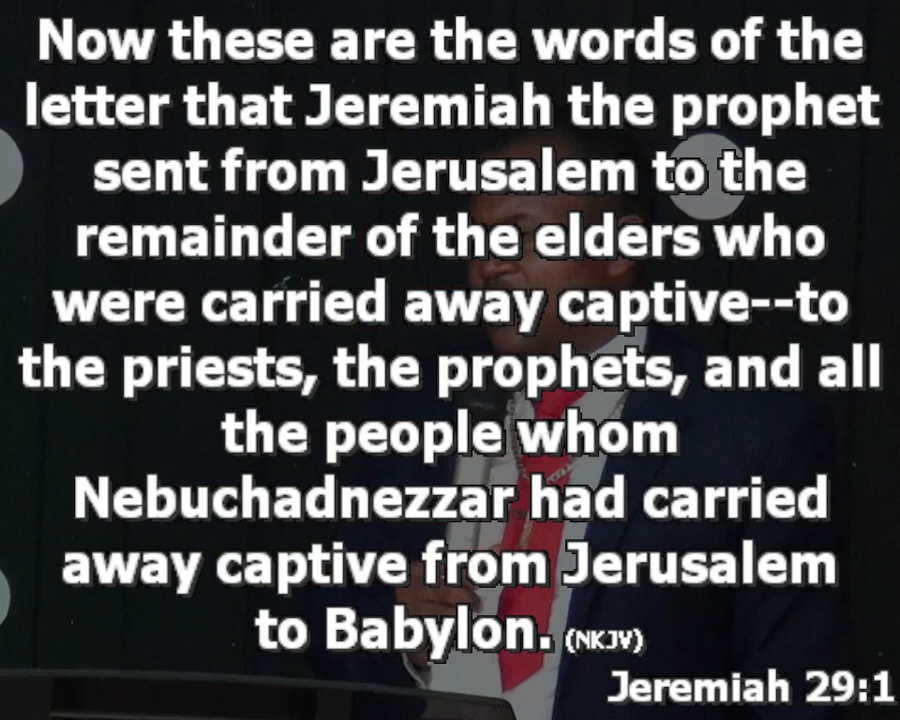 Now these are the words of the
letter that Jeremiah the prophet
sent from Jerusalem to the
remainder of the elders who
were carried away captive--to
the priests, the prophets, and all
the people whom
Nebuchadnezzar had carried
away captive from Jerusalem
to Babylon. (NKJV)
Jeremiah 29:1